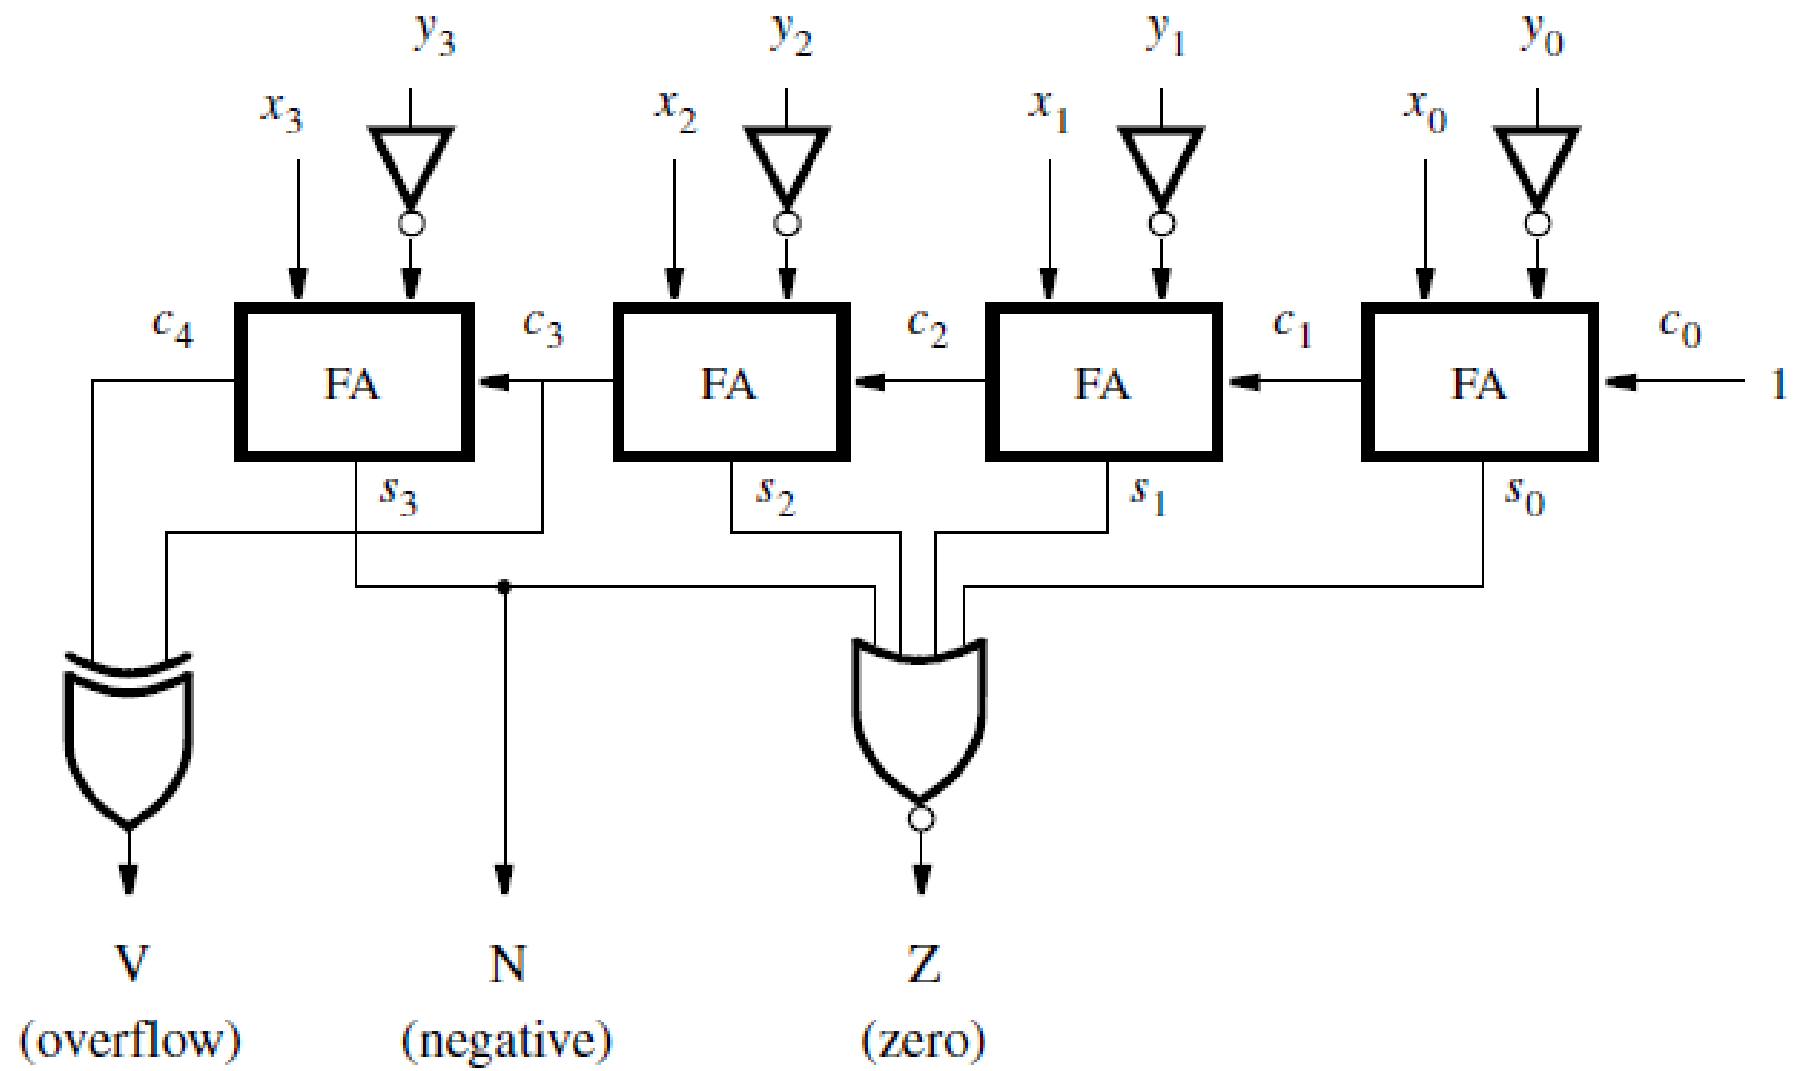 y3 y2 y1 y0
x3 x2 x1 x0
c4 c3 c2 c1 c0
FA FA FA FA 1
s3 s2 s1 s0
V N Z
(overflow) (negative) (zero)